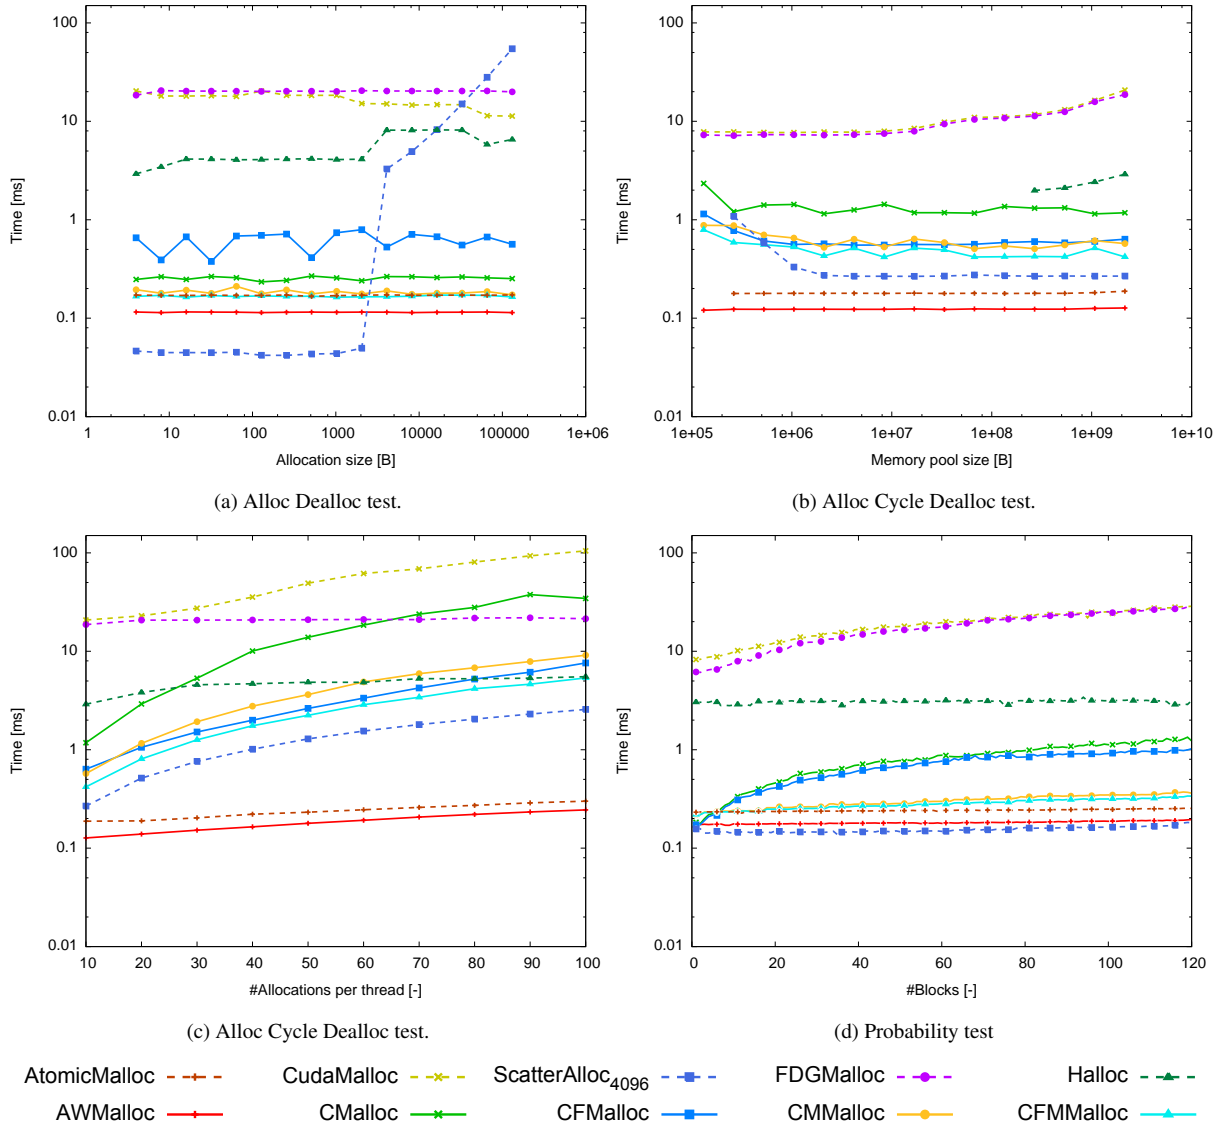 100
10
1
0.1
0.01
Time [ms]
1 10 100 1000 10000 100000 1e+06
Allocation size [B]
(a) Alloc Dealloc test.
100
10
1
0.1
0.01
Time [ms]
1e+05 1e+06 1e+07 1e+08 1e+09 1e+10
Memory pool size [B]
(b) Alloc Cycle Dealloc test.
100
10
1
0.1
0.01
Time [ms]
10 20 30 40 50 60 70 80 90 100
#Allocations per thread [-]
(c) Alloc Cycle Dealloc test.
100
10
1
0.1
0.01
Time [ms]
0 20 40 60 80 100 120
#Blocks [-]
(d) Probability test
AtomicMalloc CudaMalloc ScatterAlloc4096 FDGMalloc Halloc
AWMalloc CMalloc CFMalloc CMMalloc CFMMalloc